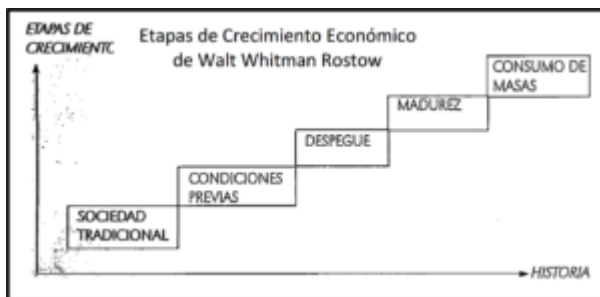 ETAPAS DE
CRECIMIENTC
Etapas de Crecimiento Económico
de Walt Whitman Rostow
CONSUMO DE
MASAS
MADUREZ
DESPEGUE
CONDICIONES
PREVIAS
SOCIEDAD
TRADICIONAL
HISTORIA